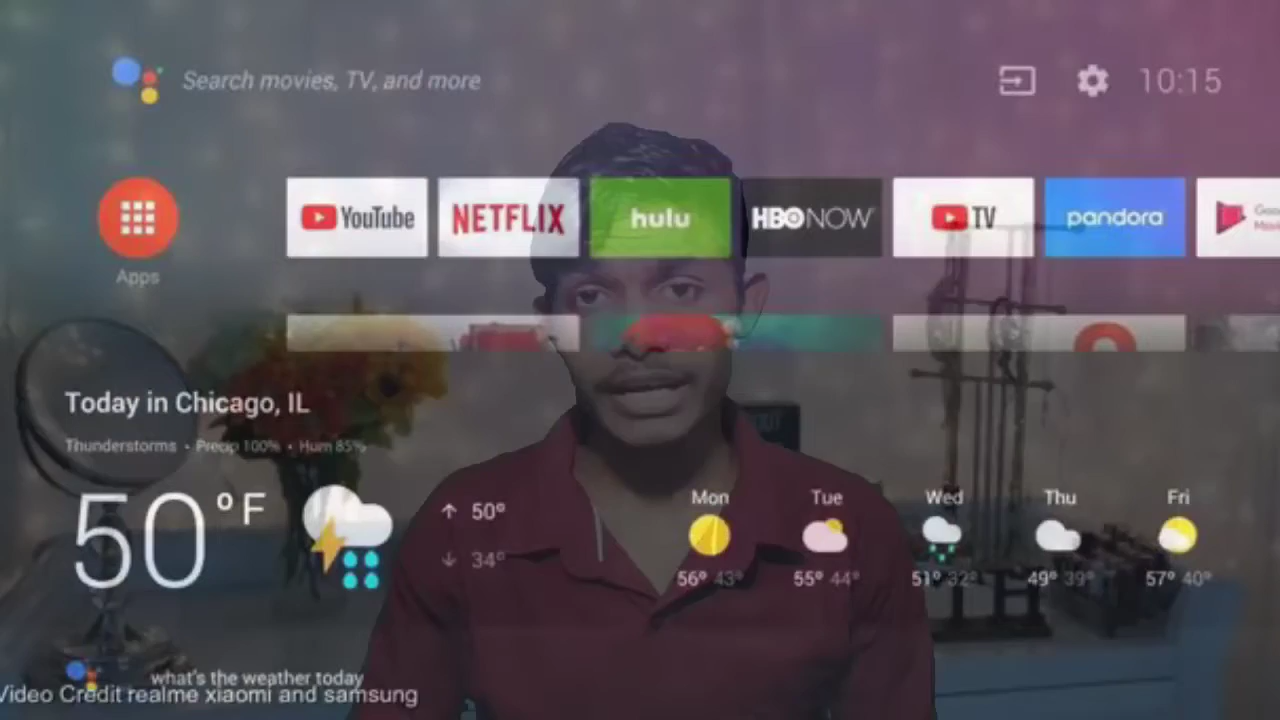 Search movies, TV, and more
10:15
YouTube
NETFLIX
hulu
HBO NOW
TV
pandora
Apps
Today in Chicago, IL
Thunderstorms • Precip 100% • Hum 85%
50°F
↑ 50°
↓ 34°
Mon Tue Wed Thu Fri
56° 43° 55° 44° 51° 32° 49° 39° 57° 40°
what's the weather today
Video Credit realme xiaomi and samsung